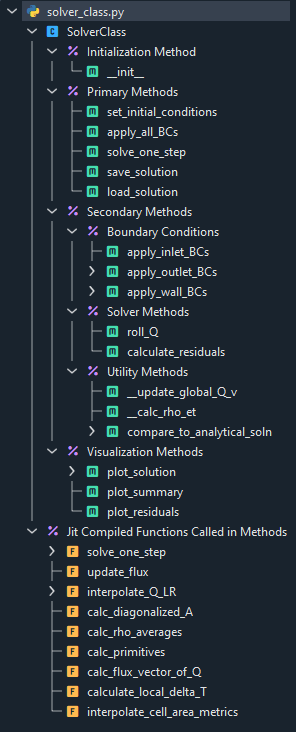 solver_class.py
C SolverClass
Initialization Method
m __init__
Primary Methods
m set_initial_conditions
m apply_all_BCs
m solve_one_step
m save_solution
m load_solution
Secondary Methods
Boundary Conditions
m apply_inlet_BCs
m apply_outlet_BCs
m apply_wall_BCs
Solver Methods
m roll_Q
m calculate_residuals
Utility Methods
m __update_global_Q_v
m __calc_rho_et
m compare_to_analytical_soln
Visualization Methods
m plot_solution
m plot_summary
m plot_residuals
Jit Compiled Functions Called in Methods
F solve_one_step
F update_flux
F interpolate_Q_LR
F calc_diagonalized_A
F calc_rho_averages
F calc_primitives
F calc_flux_vector_of_Q
F calculate_local_delta_T
F interpolate_cell_area_metrics